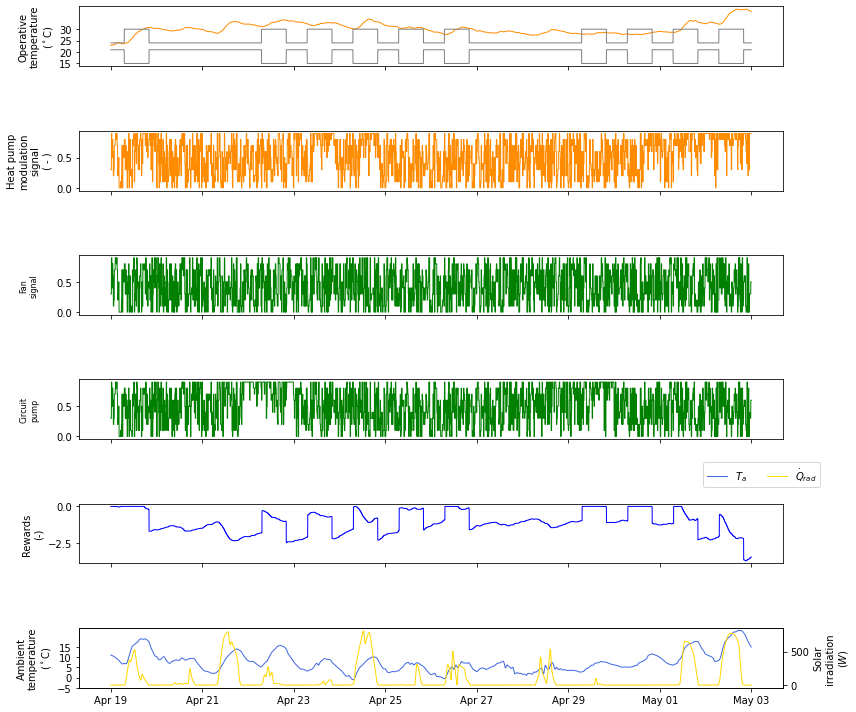 Operative
temperature
(°C)
30
25
20
15
Heat pump
modulation
signal
( - )
0.5
0.0
Fan
signal
0.5
0.0
Circuit
pump
0.5
0.0
T_a Q̇_rad
Rewards
(-)
0.0
−2.5
Ambient
temperature
(°C)
15
10
5
0
−5
500
0
Solar
irradiation
(W)
Apr 19 Apr 21 Apr 23 Apr 25 Apr 27 Apr 29 May 01 May 03